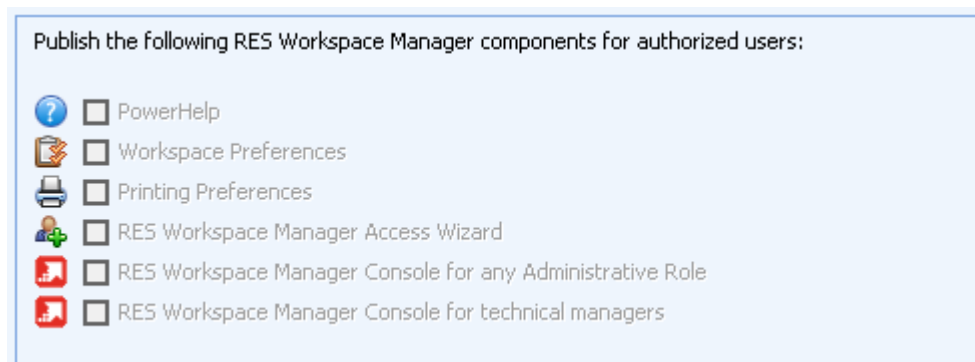 Publish the following RES Workspace Manager components for authorized users:
PowerHelp
Workspace Preferences
Printing Preferences
RES Workspace Manager Access Wizard
RES Workspace Manager Console for any Administrative Role
RES Workspace Manager Console for technical managers